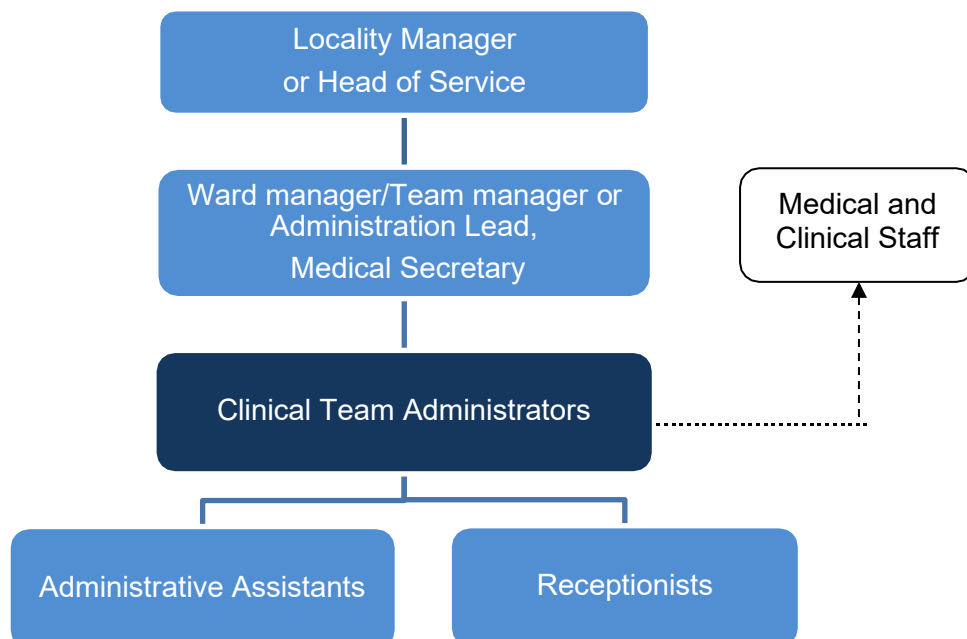 Locality Manager
or Head of Service
Ward manager/Team manager or
Administration Lead,
Medical Secretary
Medical and
Clinical Staff
Clinical Team Administrators
Administrative Assistants
Receptionists